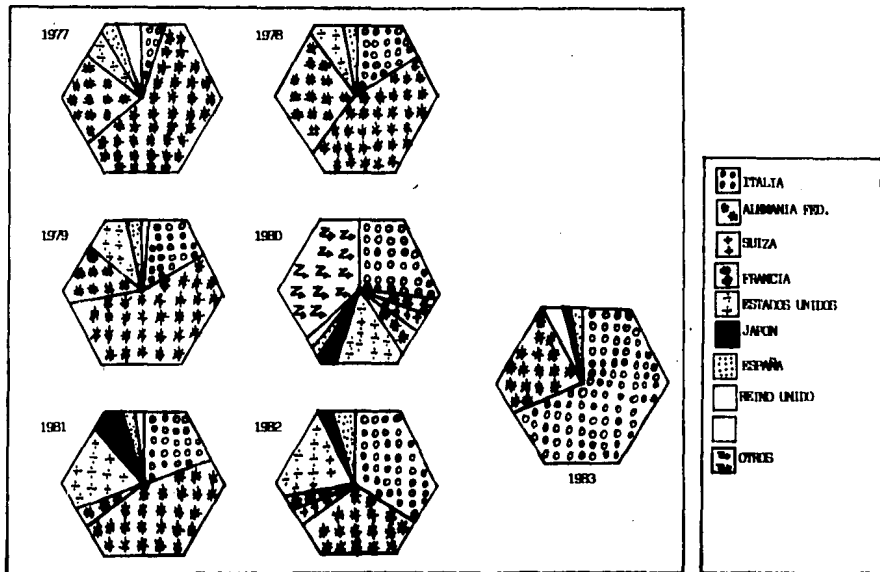 1977
1978
1979
1980
1981
1982
1983
ITALIA
ALEMANIA FED.
SUIZA
FRANCIA
ESTADOS UNIDOS
JAPON
ESPAÑA
REINO UNIDO
OTROS